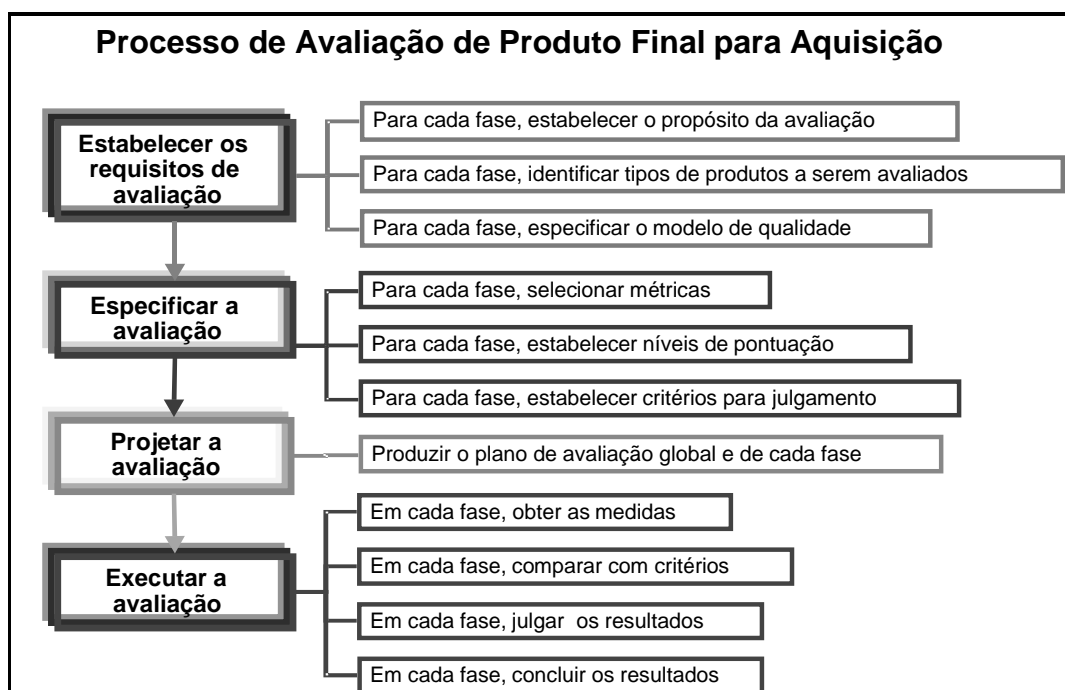 Processo de Avaliação de Produto Final para Aquisição
Estabelecer os
requisitos de
avaliação
Para cada fase, estabelecer o propósito da avaliação
Para cada fase, identificar tipos de produtos a serem avaliados
Para cada fase, especificar o modelo de qualidade
Especificar a
avaliação
Para cada fase, selecionar métricas
Para cada fase, estabelecer níveis de pontuação
Para cada fase, estabelecer critérios para julgamento
Projetar a
avaliação
Produzir o plano de avaliação global e de cada fase
Executar a
avaliação
Em cada fase, obter as medidas
Em cada fase, comparar com critérios
Em cada fase, julgar os resultados
Em cada fase, concluir os resultados